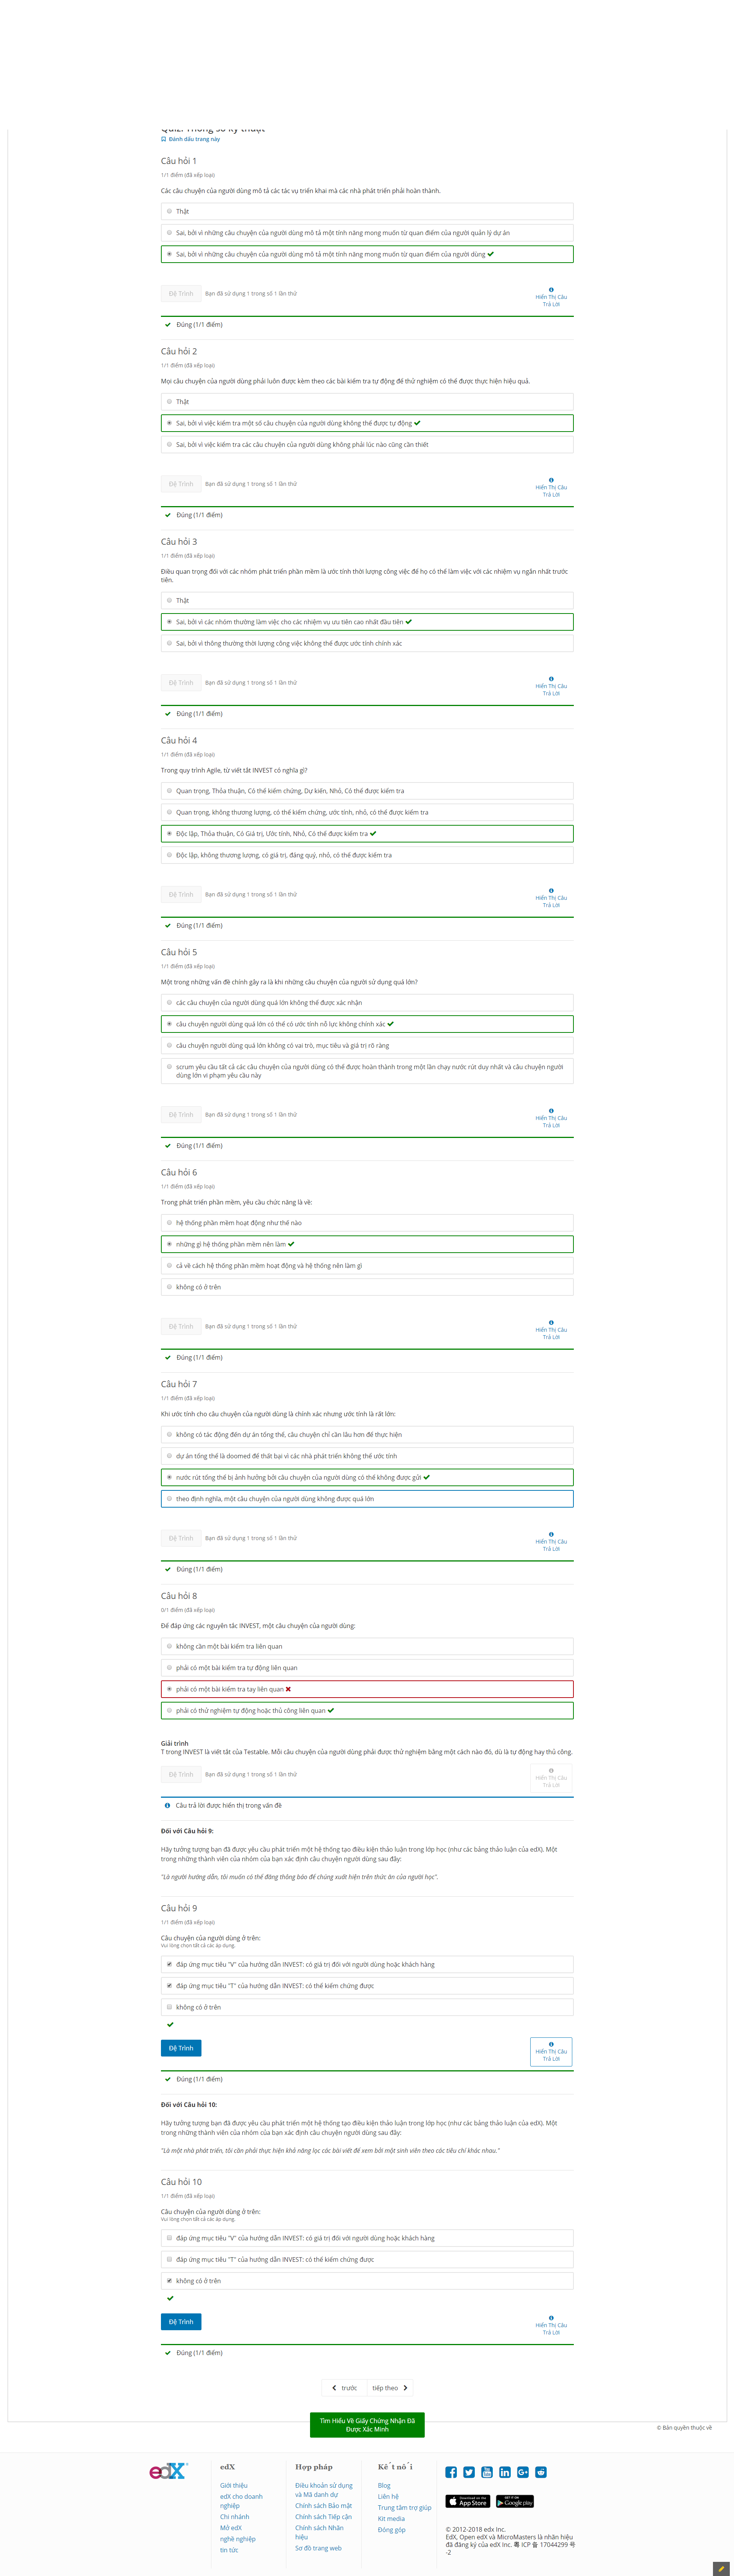 Quiz: Thông số kỹ thuật
Đánh dấu trang này
Câu hỏi 1
1/1 điểm (đã xếp loại)
Các câu chuyện của người dùng mô tả các tác vụ triển khai mà các nhà phát triển phải hoàn thành.
Thật
Sai, bởi vì những câu chuyện của người dùng mô tả một tính năng mong muốn từ quan điểm của người quản lý dự án
Sai, bởi vì những câu chuyện của người dùng mô tả một tính năng mong muốn từ quan điểm của người dùng
Đệ Trình Bạn đã sử dụng 1 trong số 1 lần thử
Hiển Thị Câu
Trả Lời
Đúng (1/1 điểm)
Câu hỏi 2
1/1 điểm (đã xếp loại)
Mọi câu chuyện của người dùng phải luôn được kèm theo các bài kiểm tra tự động để thử nghiệm có thể được thực hiện hiệu quả.
Thật
Sai, bởi vì việc kiểm tra một số câu chuyện của người dùng không thể được tự động
Sai, bởi vì việc kiểm tra các câu chuyện của người dùng không phải lúc nào cũng cần thiết
Đệ Trình Bạn đã sử dụng 1 trong số 1 lần thử
Hiển Thị Câu
Trả Lời
Đúng (1/1 điểm)
Câu hỏi 3
1/1 điểm (đã xếp loại)
Điều quan trọng đối với các nhóm phát triển phần mềm là ước tính thời lượng công việc để họ có thể làm việc với các nhiệm vụ ngắn nhất trước
tiên.
Thật
Sai, bởi vì các nhóm thường làm việc cho các nhiệm vụ ưu tiên cao nhất đầu tiên
Sai, bởi vì thông thường thời lượng công việc không thể được ước tính chính xác
Đệ Trình Bạn đã sử dụng 1 trong số 1 lần thử
Hiển Thị Câu
Trả Lời
Đúng (1/1 điểm)
Câu hỏi 4
1/1 điểm (đã xếp loại)
Trong quy trình Agile, từ viết tắt INVEST có nghĩa gì?
Quan trọng, Thỏa thuận, Có thể kiểm chứng, Dự kiến, Nhỏ, Có thể được kiểm tra
Quan trọng, không thương lượng, có thể kiểm chứng, ước tính, nhỏ, có thể được kiểm tra
Độc lập, Thỏa thuận, Có Giá trị, Ước tính, Nhỏ, Có thể được kiểm tra
Độc lập, không thương lượng, có giá trị, đáng quý, nhỏ, có thể được kiểm tra
Đệ Trình Bạn đã sử dụng 1 trong số 1 lần thử
Hiển Thị Câu
Trả Lời
Đúng (1/1 điểm)
Câu hỏi 5
1/1 điểm (đã xếp loại)
Một trong những vấn đề chính gây ra là khi những câu chuyện của người sử dụng quá lớn?
các câu chuyện của người dùng quá lớn không thể được xác nhận
câu chuyện người dùng quá lớn có thể có ước tính nỗ lực không chính xác
câu chuyện người dùng quá lớn không có vai trò, mục tiêu và giá trị rõ ràng
scrum yêu cầu tất cả các câu chuyện của người dùng có thể được hoàn thành trong một lần chạy nước rút duy nhất và câu chuyện người
dùng lớn vi phạm yêu cầu này
Đệ Trình Bạn đã sử dụng 1 trong số 1 lần thử
Hiển Thị Câu
Trả Lời
Đúng (1/1 điểm)
Câu hỏi 6
1/1 điểm (đã xếp loại)
Trong phát triển phần mềm, yêu cầu chức năng là về:
hệ thống phần mềm hoạt động như thế nào
những gì hệ thống phần mềm nên làm
cả về cách hệ thống phần mềm hoạt động và hệ thống nên làm gì
không có ở trên
Đệ Trình Bạn đã sử dụng 1 trong số 1 lần thử
Hiển Thị Câu
Trả Lời
Đúng (1/1 điểm)
Câu hỏi 7
1/1 điểm (đã xếp loại)
Khi ước tính cho câu chuyện của người dùng là chính xác nhưng ước tính là rất lớn:
không có tác động đến dự án tổng thể, câu chuyện chỉ cần lâu hơn để thực hiện
dự án tổng thể là doomed để thất bại vì các nhà phát triển không thể ước tính
nước rút tổng thể bị ảnh hưởng bởi câu chuyện của người dùng có thể không được gửi
theo định nghĩa, một câu chuyện của người dùng không được quá lớn
Đệ Trình Bạn đã sử dụng 1 trong số 1 lần thử
Hiển Thị Câu
Trả Lời
Đúng (1/1 điểm)
Câu hỏi 8
0/1 điểm (đã xếp loại)
Để đáp ứng các nguyên tắc INVEST, một câu chuyện của người dùng:
không cần một bài kiểm tra liên quan
phải có một bài kiểm tra tự động liên quan
phải có một bài kiểm tra tay liên quan
phải có thử nghiệm tự động hoặc thủ công liên quan
Giải trình
T trong INVEST là viết tắt của Testable. Mỗi câu chuyện của người dùng phải được thử nghiệm bằng một cách nào đó, dù là tự động hay thủ công.
Đệ Trình Bạn đã sử dụng 1 trong số 1 lần thử
Hiển Thị Câu
Trả Lời
Câu trả lời được hiển thị trong vấn đề
Đối với Câu hỏi 9:
Hãy tưởng tượng bạn đã được yêu cầu phát triển một hệ thống tạo điều kiện thảo luận trong lớp học (như các bảng thảo luận của edX). Một
trong những thành viên của nhóm của bạn xác định câu chuyện người dùng sau đây:
"Là người hướng dẫn, tôi muốn có thể đăng thông báo để chúng xuất hiện trên thức ăn của người học".
Câu hỏi 9
1/1 điểm (đã xếp loại)
Câu chuyện của người dùng ở trên:
Vui lòng chọn tất cả các áp dụng.
đáp ứng mục tiêu "V" của hướng dẫn INVEST: có giá trị đối với người dùng hoặc khách hàng
đáp ứng mục tiêu "T" của hướng dẫn INVEST: có thể kiểm chứng được
không có ở trên
Đệ Trình
Hiển Thị Câu
Trả Lời
Đúng (1/1 điểm)
Đối với Câu hỏi 10:
Hãy tưởng tượng bạn đã được yêu cầu phát triển một hệ thống tạo điều kiện thảo luận trong lớp học (như các bảng thảo luận của edX). Một
trong những thành viên của nhóm của bạn xác định câu chuyện người dùng sau đây:
"Là một nhà phát triển, tôi cần phải thực hiện khả năng lọc các bài viết để xem bởi một sinh viên theo các tiêu chí khác nhau."
Câu hỏi 10
1/1 điểm (đã xếp loại)
Câu chuyện của người dùng ở trên:
Vui lòng chọn tất cả các áp dụng.
đáp ứng mục tiêu "V" của hướng dẫn INVEST: có giá trị đối với người dùng hoặc khách hàng
đáp ứng mục tiêu "T" của hướng dẫn INVEST: có thể kiểm chứng được
không có ở trên
Đệ Trình
Hiển Thị Câu
Trả Lời
Đúng (1/1 điểm)
trước tiếp theo
Tìm Hiểu Về Giấy Chứng Nhận Đã
Được Xác Minh
© Bản quyền thuộc về
edX
edX
Giới thiệu
edX cho doanh
nghiệp
Chi nhánh
Mở edX
nghề nghiệp
tin tức
Hợp pháp
Điều khoản sử dụng
và Mã danh dự
Chính sách Bảo mật
Chính sách Tiếp cận
Chính sách Nhãn
hiệu
Sơ đồ trang web
Kết nối
Blog
Liên hệ
Trung tâm trợ giúp
Kit media
Đóng góp
Download on the
App Store
GET IT ON
Google play
© 2012-2018 edx Inc.
EdX, Open edX và MicroMasters là nhãn hiệu
đã đăng ký của edX Inc. 粤 ICP 备 17044299 号
-2